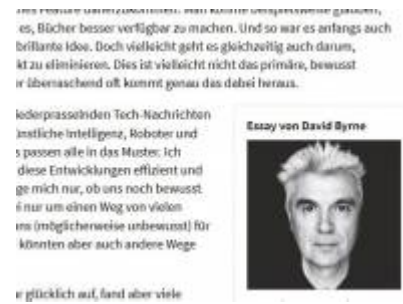 es, Bücher besser verfügbar zu machen. Und so war es anfangs auch
brillante Idee. Doch vielleicht geht es gleichzeitig auch darum,
kt zu eliminieren. Dies ist vielleicht nicht das primäre, bewusst
r überraschend oft kommt genau das dabei heraus.
iederprasselnden Tech-Nachrichten
ünstliche Intelligenz, Roboter und
s passen alle in das Muster. Ich
diese Entwicklungen effizient und
ge mich nur, ob uns noch bewusst
i nur um einen Weg von vielen
ns (möglicherweise unbewusst) für
könnten aber auch andere Wege
r glücklich auf, fand aber viele
Essay von David Byrne